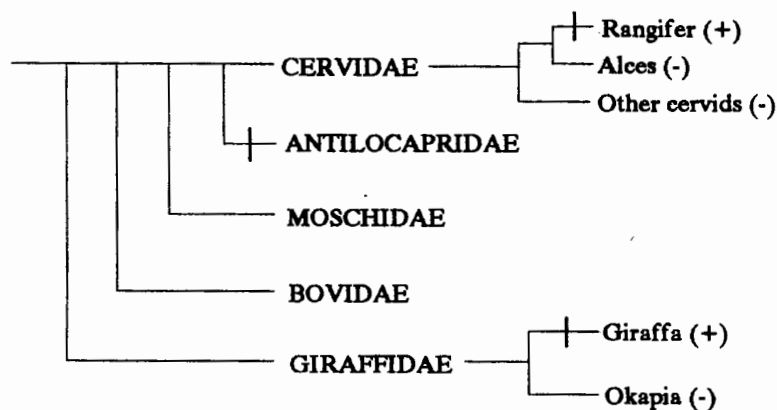 Rangifer (+)
CERVIDAE
Alces (-)
Other cervids (-)
ANTILOCAPRIDAE
MOSCHIDAE
BOVIDAE
Giraffa (+)
GIRAFFIDAE
Okapia (-)